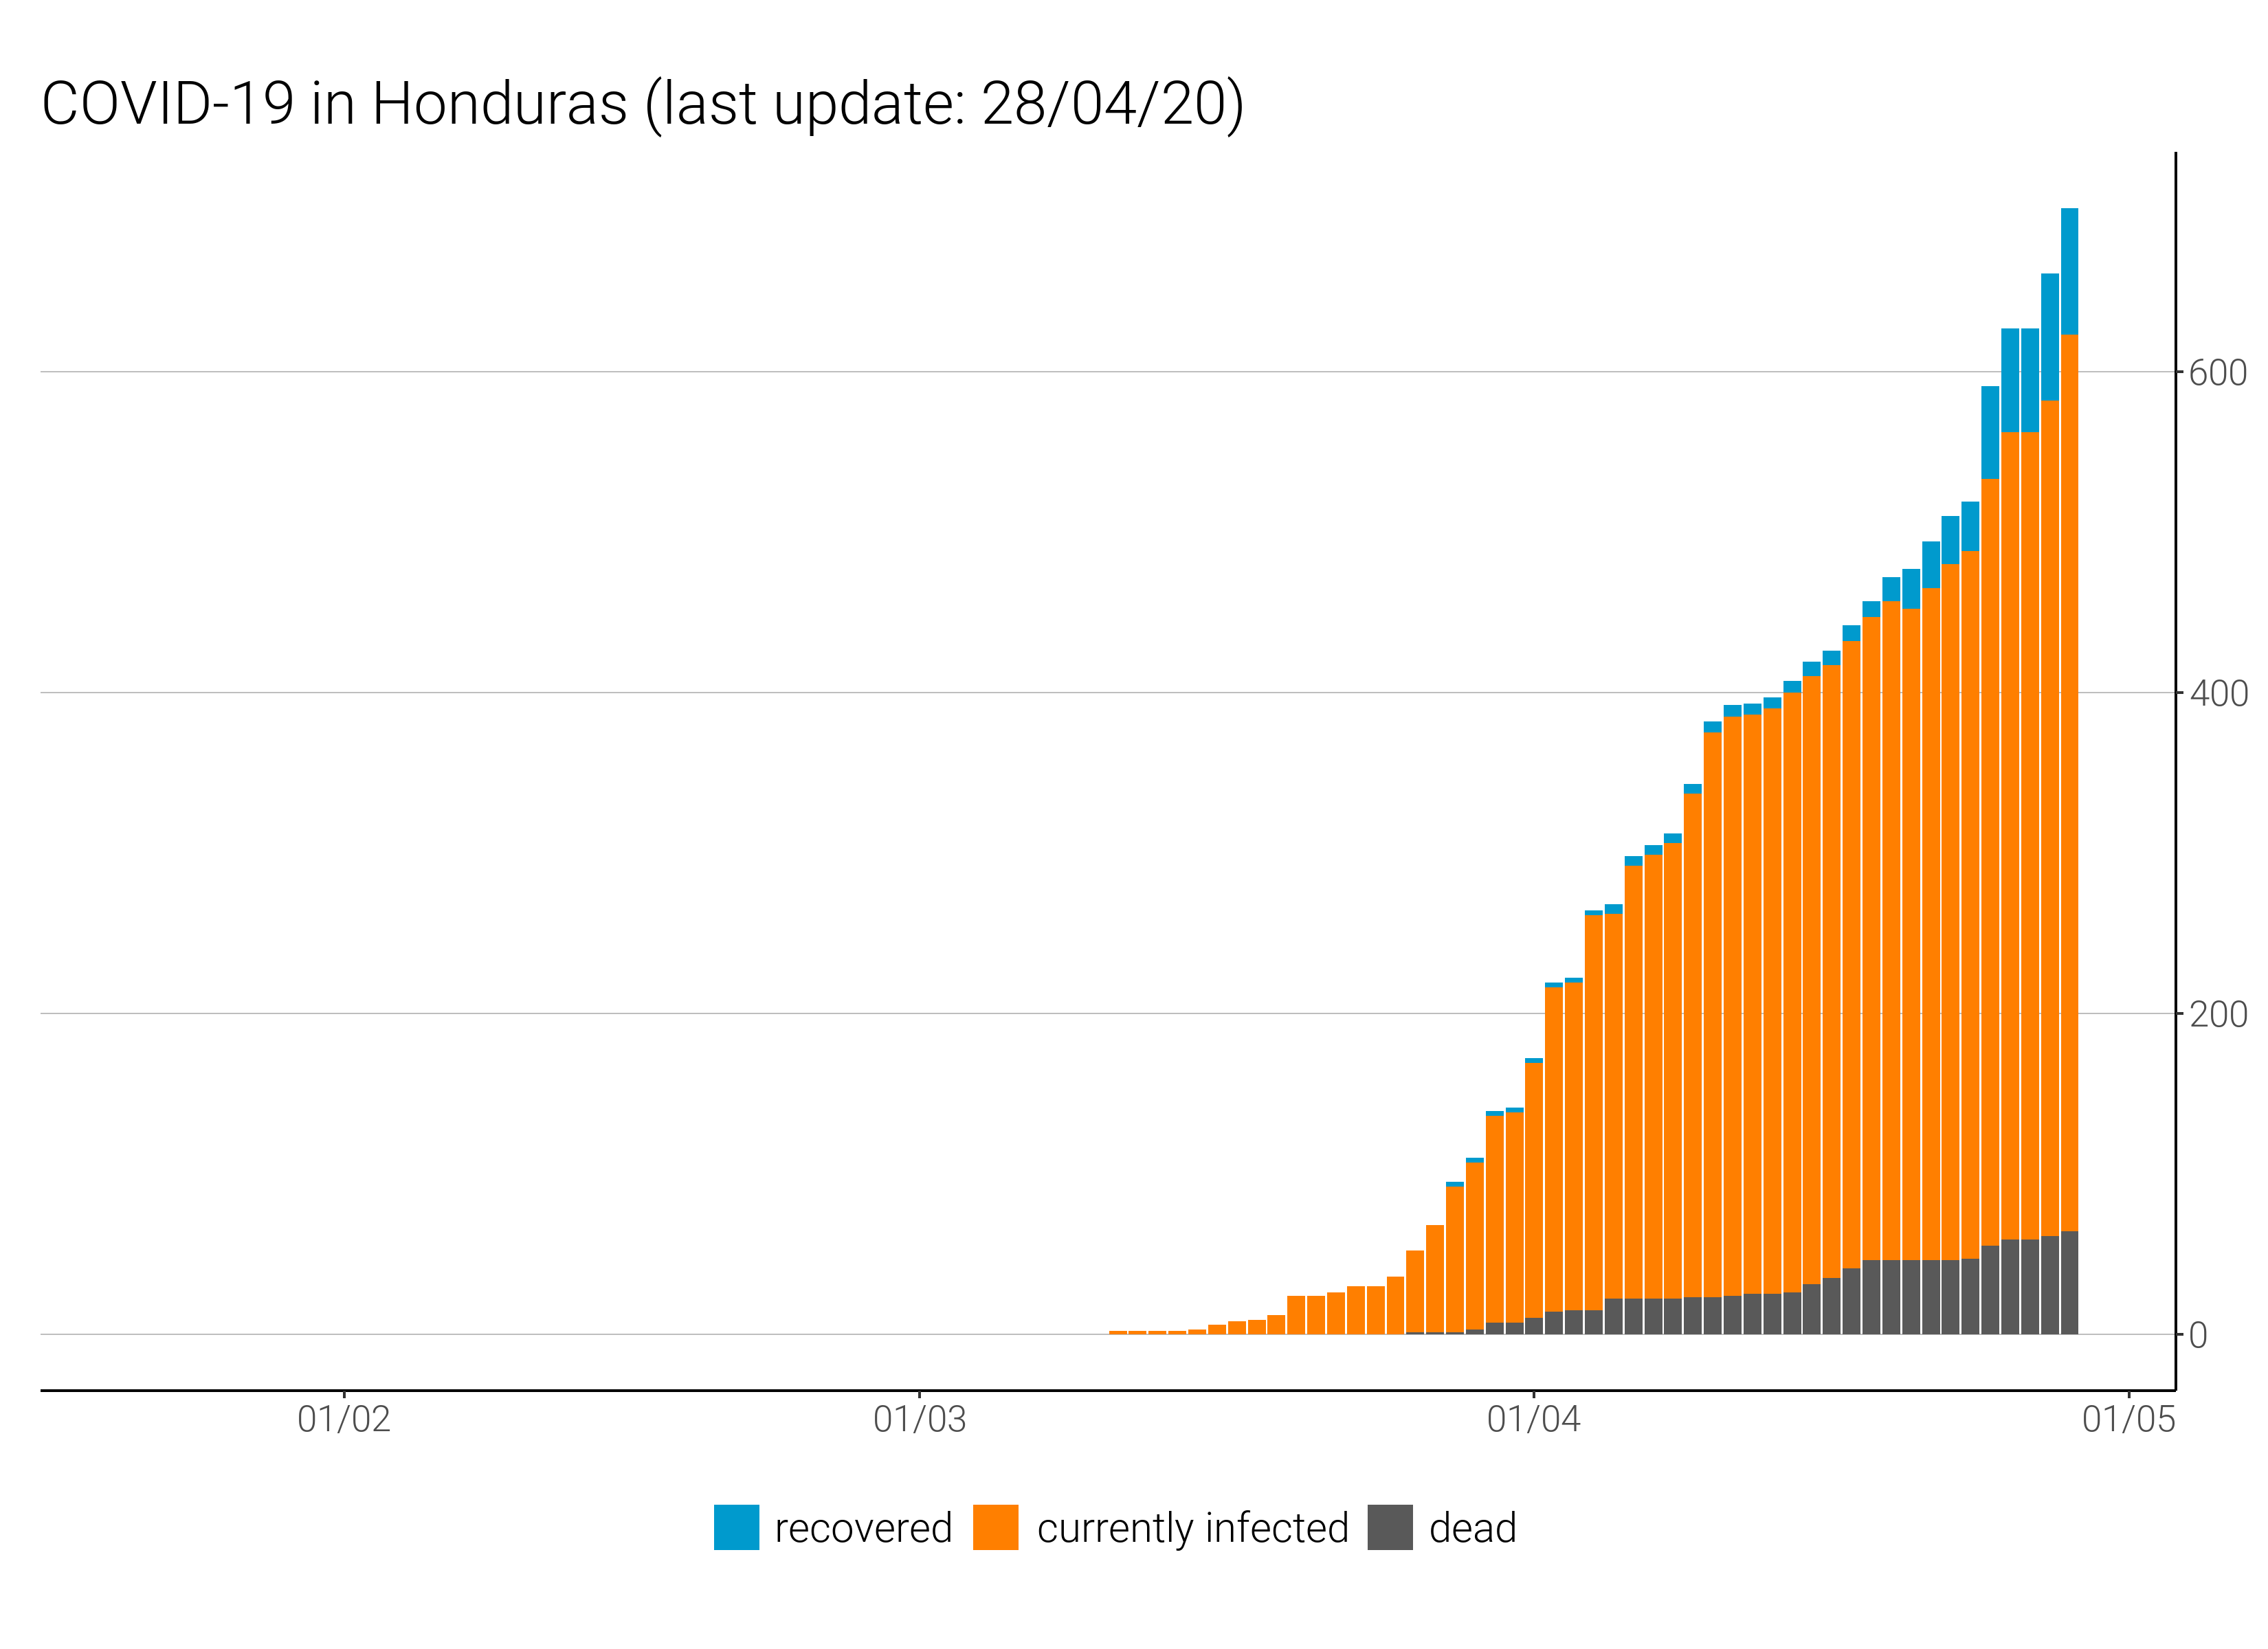 COVID-19 in Honduras (last update: 28/04/20)
600
400
200
0
01/02 01/03 01/04 01/05
recovered currently infected dead